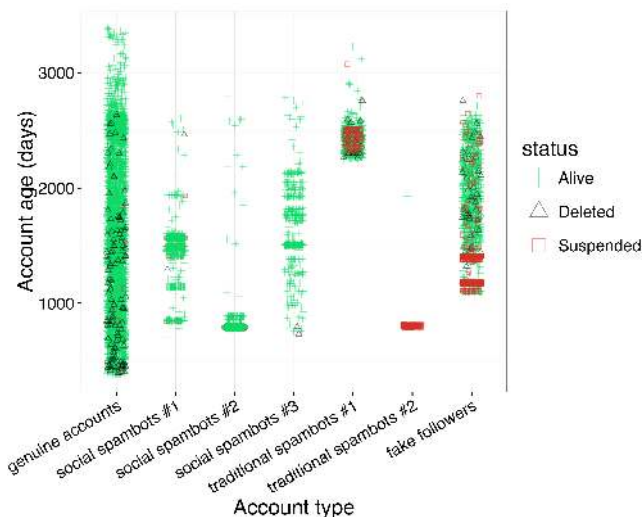 3000
2000
1000
Account age (days)
genuine accounts
social spambots #1
social spambots #2
social spambots #3
traditional spambots #1
traditional spambots #2
fake followers
Account type
status
Alive
Deleted
Suspended